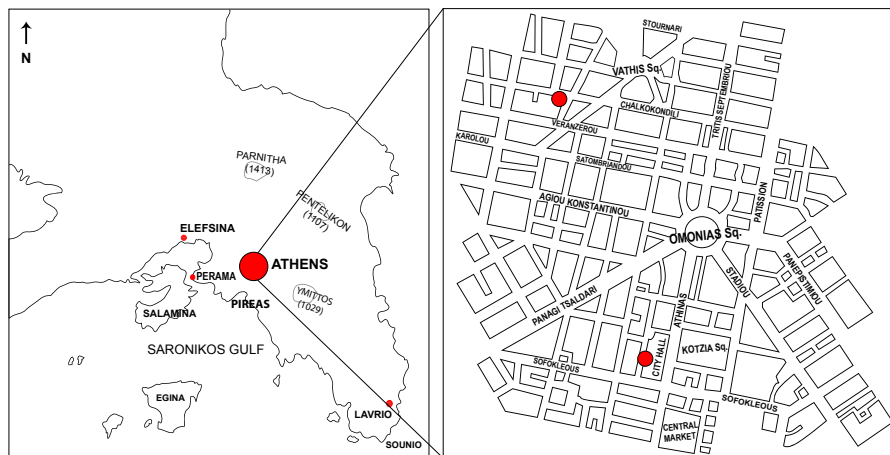 N
PARNITHA
(1413)
PENTELIKON
(1107)
ELEFSINA
ATHENS
PERAMA
YMITTOS
(1029)
PIREAS
SALAMINA
SARONIKOS GULF
EGINA
LAVRIO
SOUNIO
STOURNARI
VATHIS Sq.
TRITIS SEPTEMBRIOU
CHALKOKONDILI
VERANZEROU
KAROLOU
SATOMBRIANDOU
AGIOU KONSTANTINOU
PATISSION
OMONIAS Sq.
PANEPISTIMIOU
STADIOU
PANAGI TSALDARI
ATHINAS
CITY HALL
KOTZIA Sq.
SOFOKLEOUS
SOFOKLEOUS
CENTRAL
MARKET